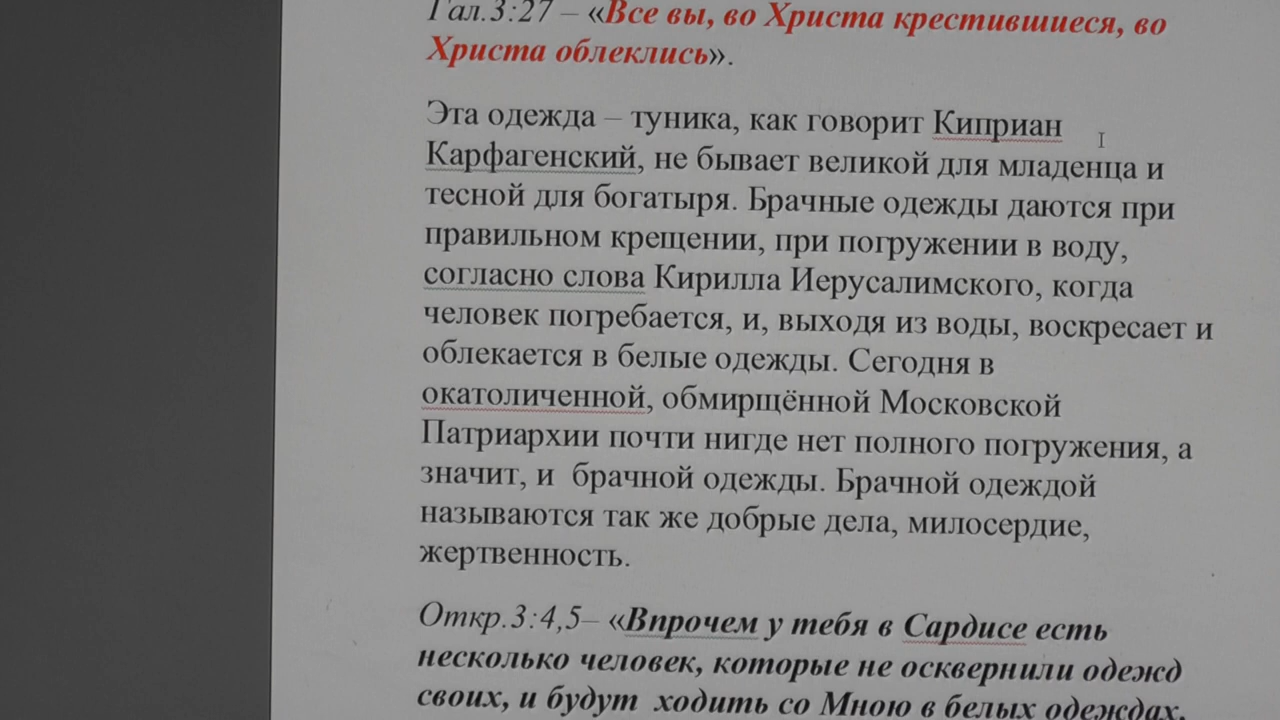 Гал.3:27 – «Все вы, во Христа крестившиеся, во
Христа облеклись».
Эта одежда – туника, как говорит Киприан
Карфагенский, не бывает великой для младенца и
тесной для богатыря. Брачные одежды даются при
правильном крещении, при погружении в воду,
согласно слова Кирилла Иерусалимского, когда
человек погребается, и, выходя из воды, воскресает и
облекается в белые одежды. Сегодня в
окатоличенной, обмирщённой Московской
Патриархии почти нигде нет полного погружения, а
значит, и  брачной одежды. Брачной одеждой
называются так же добрые дела, милосердие,
жертвенность.
Откр.3:4,5– «Впрочем у тебя в Сардисе есть
несколько человек, которые не осквернили одежд
своих, и будут  ходить со Мною в белых одеждах,